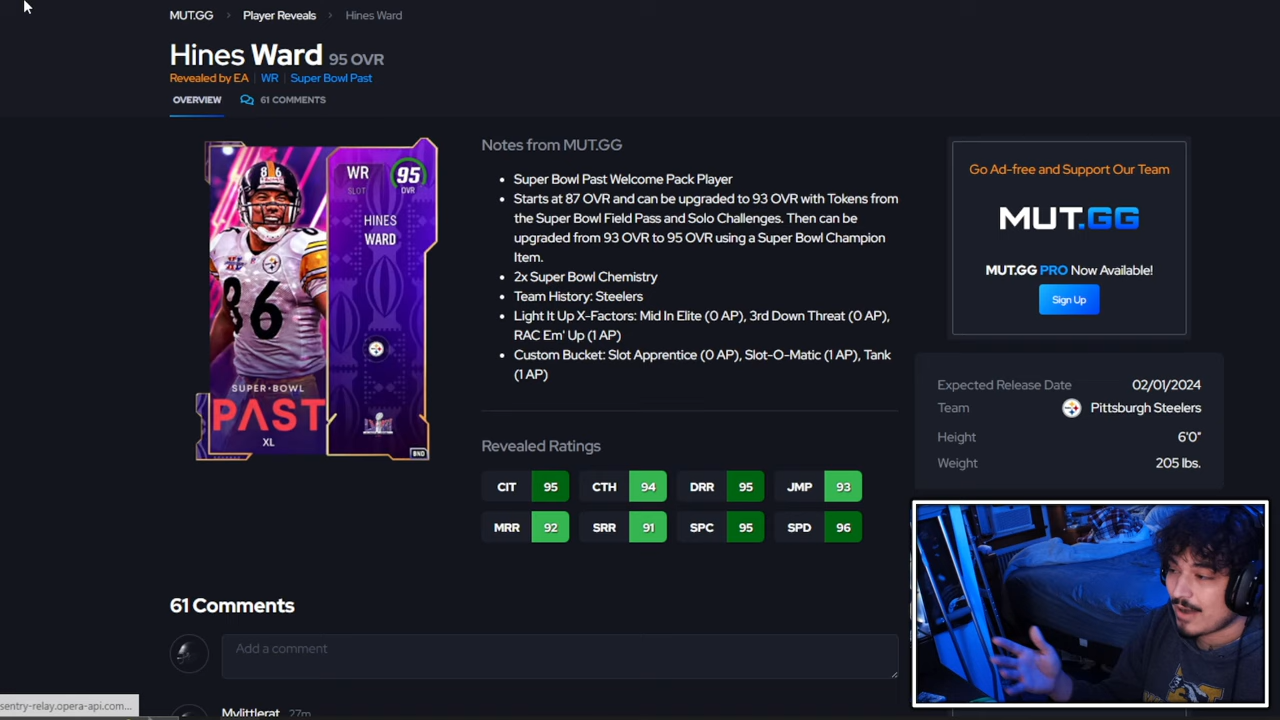 MUT.GG > Player Reveals > Hines Ward
Hines Ward 95 OVR
Revealed by EA | WR | Super Bowl Past
OVERVIEW 61 COMMENTS
WR
SLOT
95
OVR
HINES
WARD
86
SUPER•BOWL
PAST
XL
BND
Notes from MUT.GG
• Super Bowl Past Welcome Pack Player
• Starts at 87 OVR and can be upgraded to 93 OVR with Tokens from
the Super Bowl Field Pass and Solo Challenges. Then can be
upgraded from 93 OVR to 95 OVR using a Super Bowl Champion
Item.
• 2x Super Bowl Chemistry
• Team History: Steelers
• Light It Up X-Factors: Mid In Elite (0 AP), 3rd Down Threat (0 AP),
RAC Em' Up (1 AP)
• Custom Bucket: Slot Apprentice (0 AP), Slot-O-Matic (1 AP), Tank
(1 AP)
Revealed Ratings
CIT 95 CTH 94 DRR 95 JMP 93
MRR 92 SRR 91 SPC 95 SPD 96
Go Ad-free and Support Our Team
MUT.GG
MUT.GG PRO Now Available!
Sign Up
Expected Release Date 02/01/2024
Team Pittsburgh Steelers
Height 6'0"
Weight 205 lbs.
61 Comments
Add a comment
Mylittlerat 27m
sentry-relay.opera-api.com...